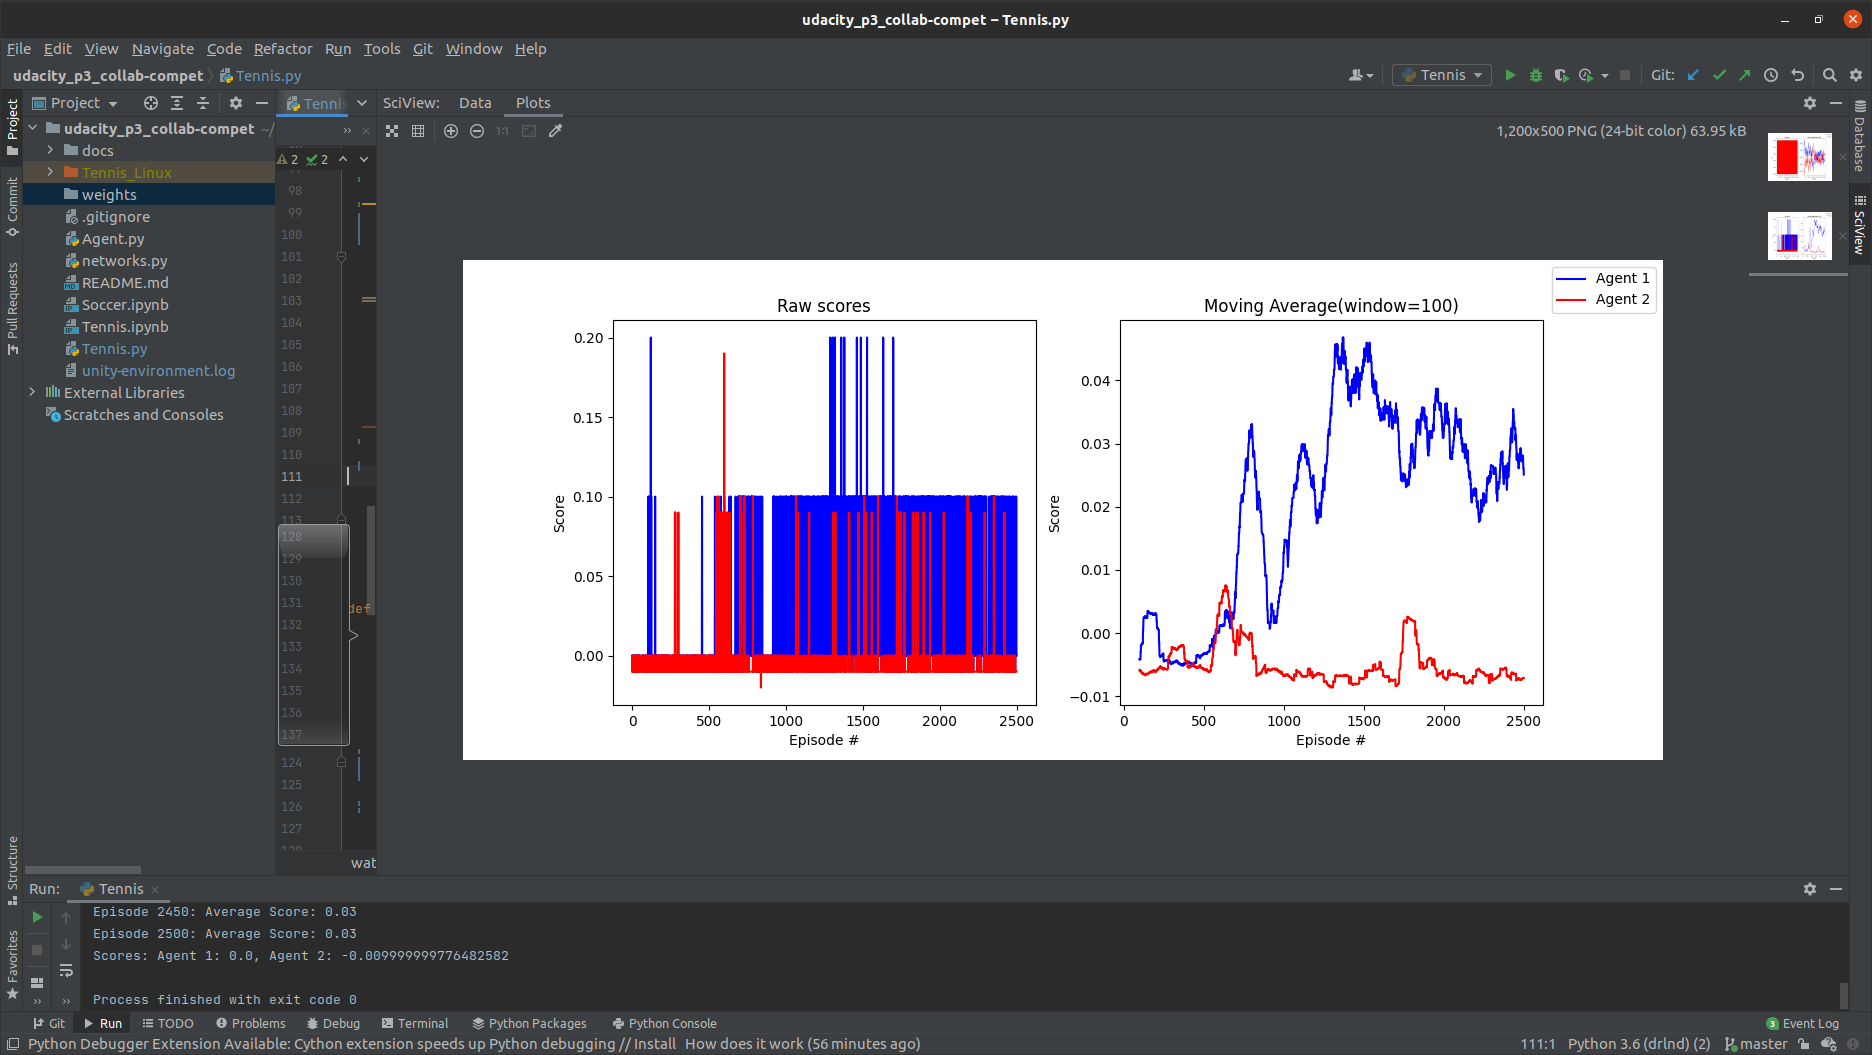 udacity_p3_collab-compet – Tennis.py
File Edit View Navigate Code Refactor Run Tools Git Window Help
udacity_p3_collab-compet Tennis.py
Tennis
Git:
Project
Tennis
SciView: Data Plots
1,200x500 PNG (24-bit color) 63.95 kB
udacity_p3_collab-compet ~/
docs
Tennis_Linux
weights
.gitignore
Agent.py
networks.py
README.md
Soccer.ipynb
Tennis.ipynb
Tennis.py
unity-environment.log
External Libraries
Scratches and Consoles
Project
Commit
Pull Requests
Structure
Favorites
2 2
98
99
100
101
102
103
104
105
106
107
108
109
110
111
112
113
128
129
130
131
132
133
134
135
136
137
124
125
126
127
def
wat
1:1
Raw scores
Score
0.20
0.15
0.10
0.05
0.00
0 500 1000 1500 2000 2500
Episode #
Moving Average(window=100)
Agent 1
Agent 2
Score
0.04
0.03
0.02
0.01
0.00
−0.01
0 500 1000 1500 2000 2500
Episode #
Database
SciView
Run: Tennis
Episode 2450: Average Score: 0.03
Episode 2500: Average Score: 0.03
Scores: Agent 1: 0.0, Agent 2: -0.009999999776482582
Process finished with exit code 0
Git Run TODO Problems Debug Terminal Python Packages Python Console
3 Event Log
Python Debugger Extension Available: Cython extension speeds up Python debugging // Install How does it work (56 minutes ago)
111:1 Python 3.6 (drlnd) (2) master